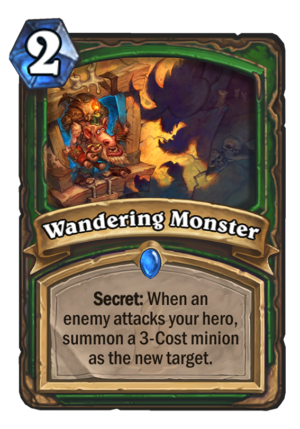 2
Wandering Monster
Secret: When an
enemy attacks your hero,
summon a 3-Cost minion
as the new target.